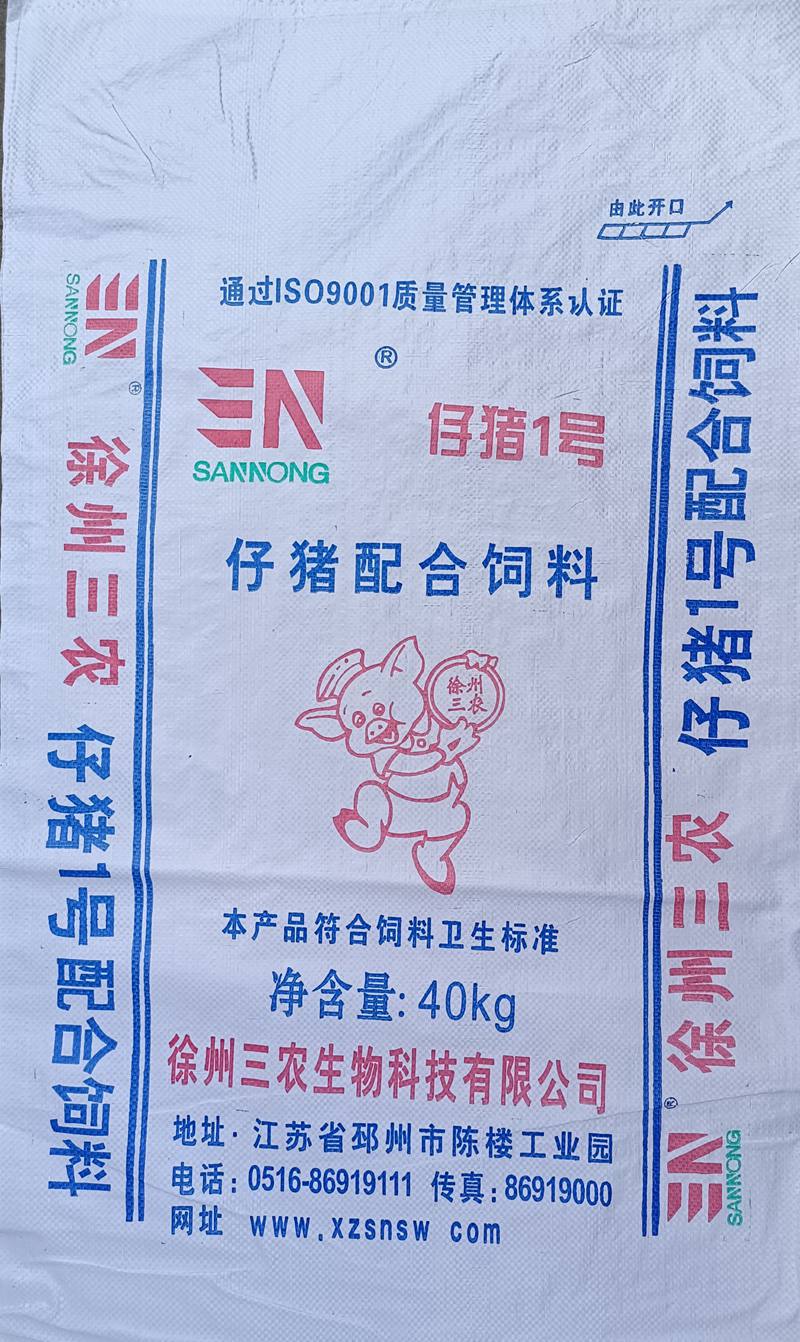 由此开口
通过ISO9001质量管理体系认证
®
SANNONG
仔猪1号
仔猪配合饲料
徐州
三农
本产品符合饲料卫生标准
净含量:40kg
徐州三农生物科技有限公司
地址·江苏省邳州市陈楼工业园
电话:0516-86919111 传真:86919000
网址 www.xzsnsw com
SANNONG
®
徐州三农 仔猪1号配合饲料
SANNONG
®
徐州三农 仔猪1号配合饲料